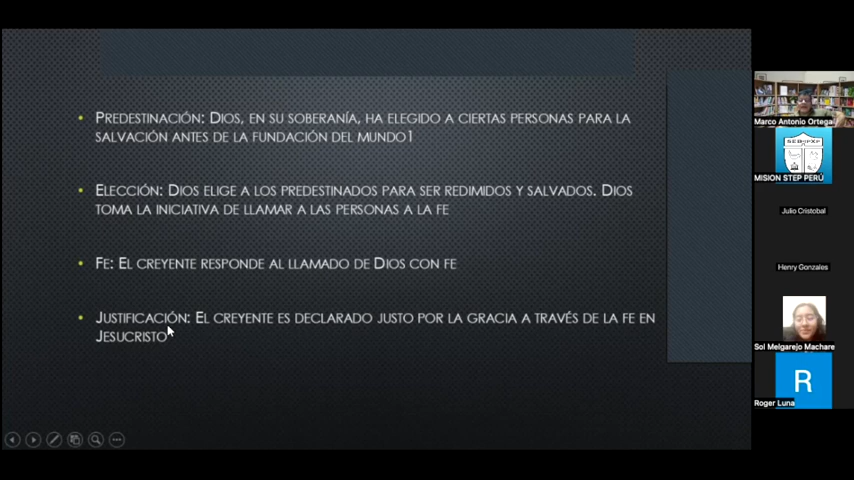 Predestinación: Dios, en su soberanía, ha elegido a ciertas personas para la
salvación antes de la fundación del mundo1
Elección: Dios elige a los predestinados para ser redimidos y salvados. Dios
toma la iniciativa de llamar a las personas a la fe
Fe: El creyente responde al llamado de Dios con fe
Justificación: El creyente es declarado justo por la gracia a través de la fe en
Jesucristo
Marco Antonio Ortega
MISION STEP PERÚ
Julio Cristobal
Henry Gonzales
Sol Melgarejo Machare
R
Roger Luna